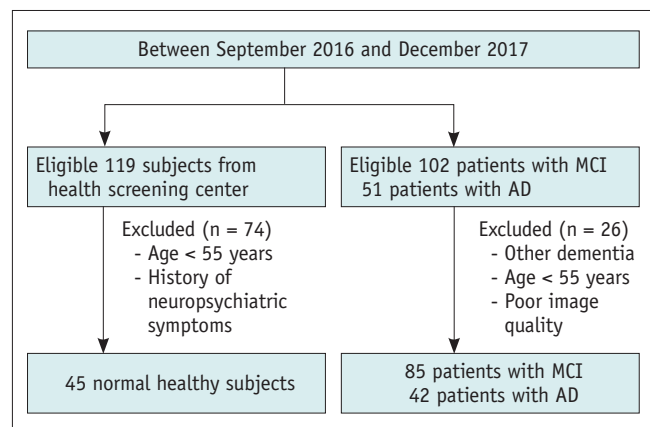 Between September 2016 and December 2017
Eligible 119 subjects from
health screening center
Eligible 102 patients with MCI
51 patients with AD
Excluded (n = 74)
- Age < 55 years
- History of
neuropsychiatric
symptoms
Excluded (n = 26)
- Other dementia
- Age < 55 years
- Poor image
quality
45 normal healthy subjects
85 patients with MCI
42 patients with AD